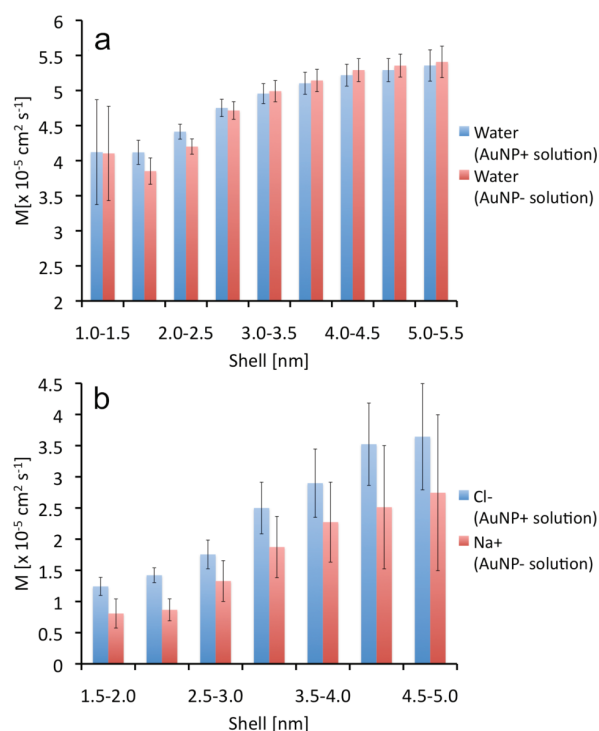 a
M[x 10⁻⁵ cm² s⁻¹]
6
5.5
5
4.5
4
3.5
3
2.5
2
1.0-1.5
2.0-2.5
3.0-3.5
4.0-4.5
5.0-5.5
Shell [nm]
Water
(AuNP+ solution)
Water
(AuNP- solution)
b
M [x 10⁻⁵ cm² s⁻¹]
4.5
4
3.5
3
2.5
2
1.5
1
0.5
0
1.5-2.0
2.5-3.0
3.5-4.0
4.5-5.0
Shell [nm]
Cl-
(AuNP+ solution)
Na+
(AuNP- solution)